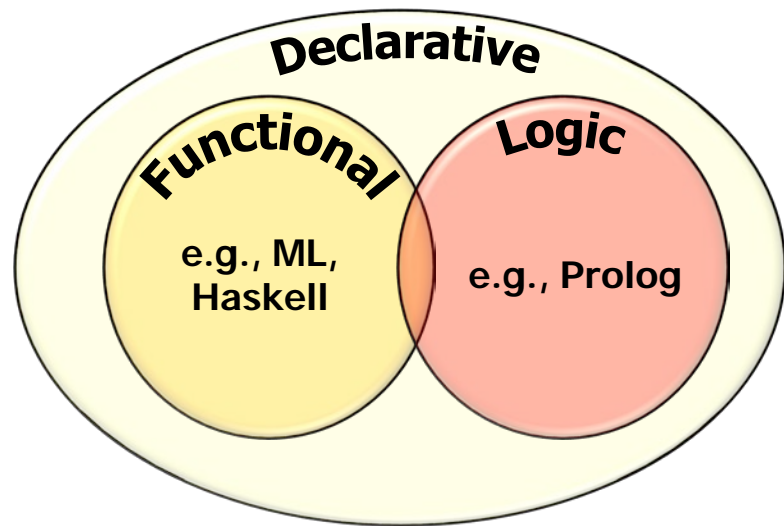 Declarative
Functional
e.g., ML,
Haskell
Logic
e.g., Prolog